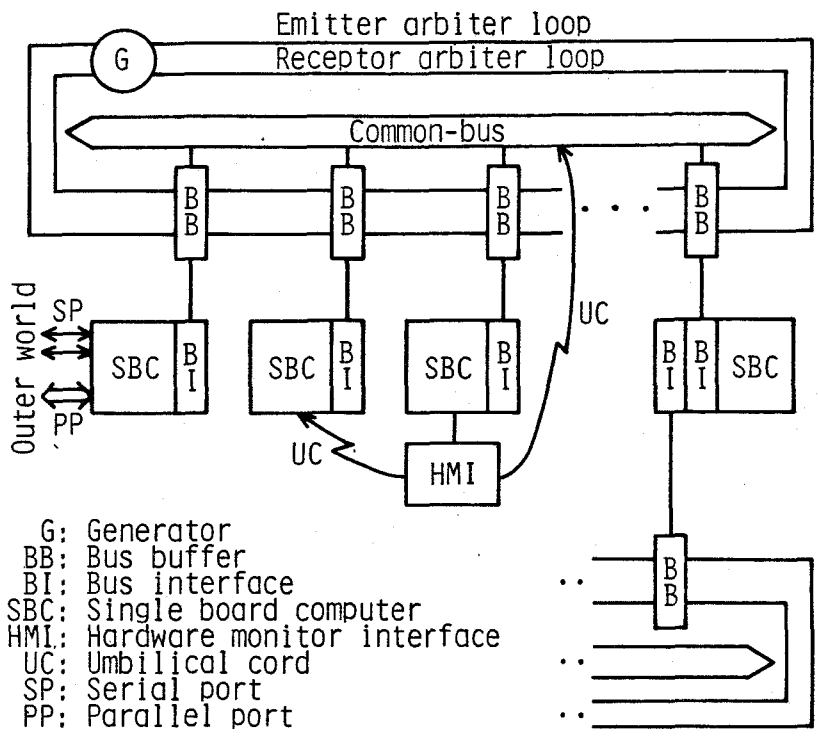 Emitter arbiter loop
G
Receptor arbiter loop
Common-bus
BB
BB
BB
. . .
BB
Outer world
SP
PP
SBC
BI
SBC
BI
SBC
BI
UC
BI
BI
SBC
UC
HMI
G: Generator
BB: Bus buffer
BI: Bus interface
SBC: Single board computer
HMI: Hardware monitor interface
UC: Umbilical cord
SP: Serial port
PP: Parallel port
BB
..
..
..